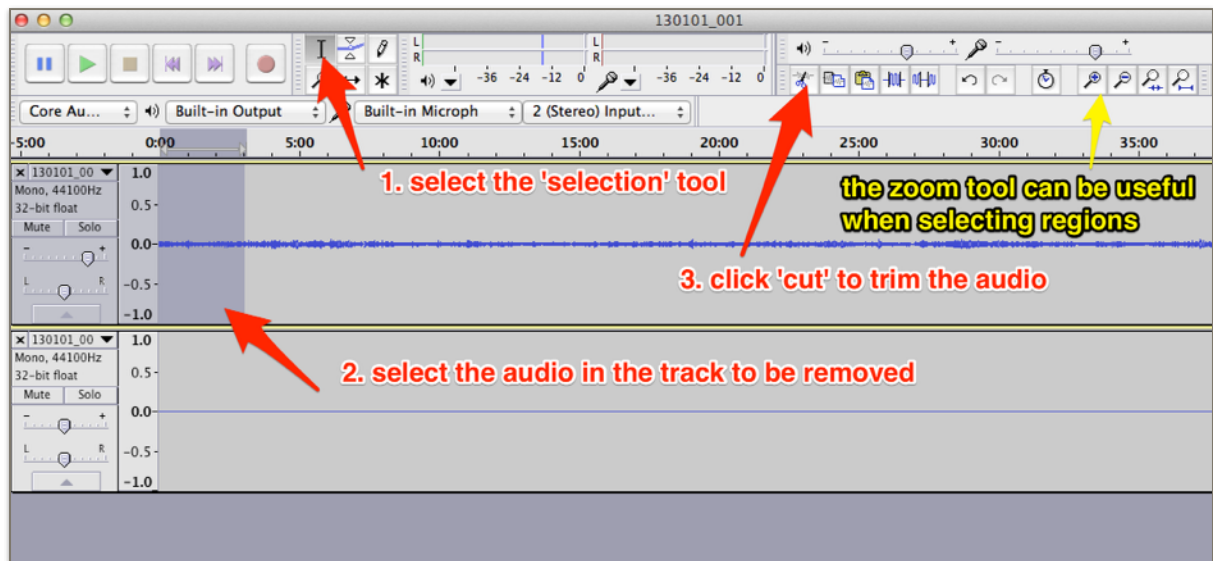 130101_001
L
R
-36 -24 -12 0
L
R
-36 -24 -12 0
- +
- +
Core Au...
Built-in Output
Built-in Microph
2 (Stereo) Input...
-5:00 0:00 5:00 10:00 15:00 20:00 25:00 30:00 35:00
130101_00
Mono, 44100Hz
32-bit float
Mute Solo
- +
L R
1.0
0.5
0.0
-0.5
-1.0
1. select the 'selection' tool
the zoom tool can be useful
when selecting regions
3. click 'cut' to trim the audio
130101_00
Mono, 44100Hz
32-bit float
Mute Solo
- +
L R
1.0
0.5
0.0
-0.5
-1.0
2. select the audio in the track to be removed